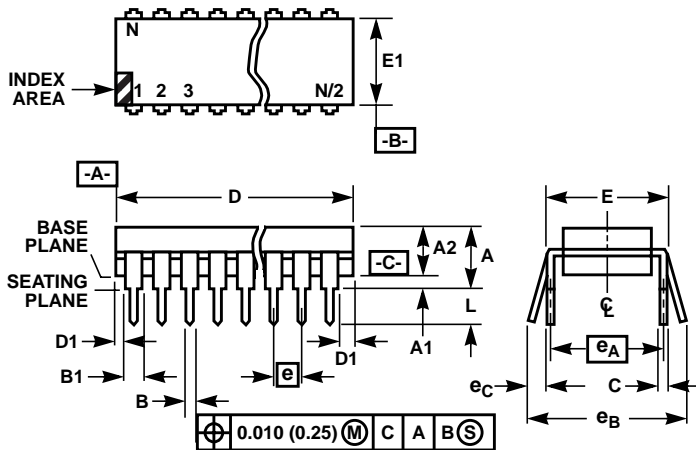 N
INDEX
AREA
1 2 3 N/2
E1
-B-
-A-
D
E
BASE
PLANE
A2
A
-C-
SEATING
PLANE
L
C
L
D1
B1
B
e
D1
A1
eA
eC
C
eB
0.010 (0.25) M C A B S